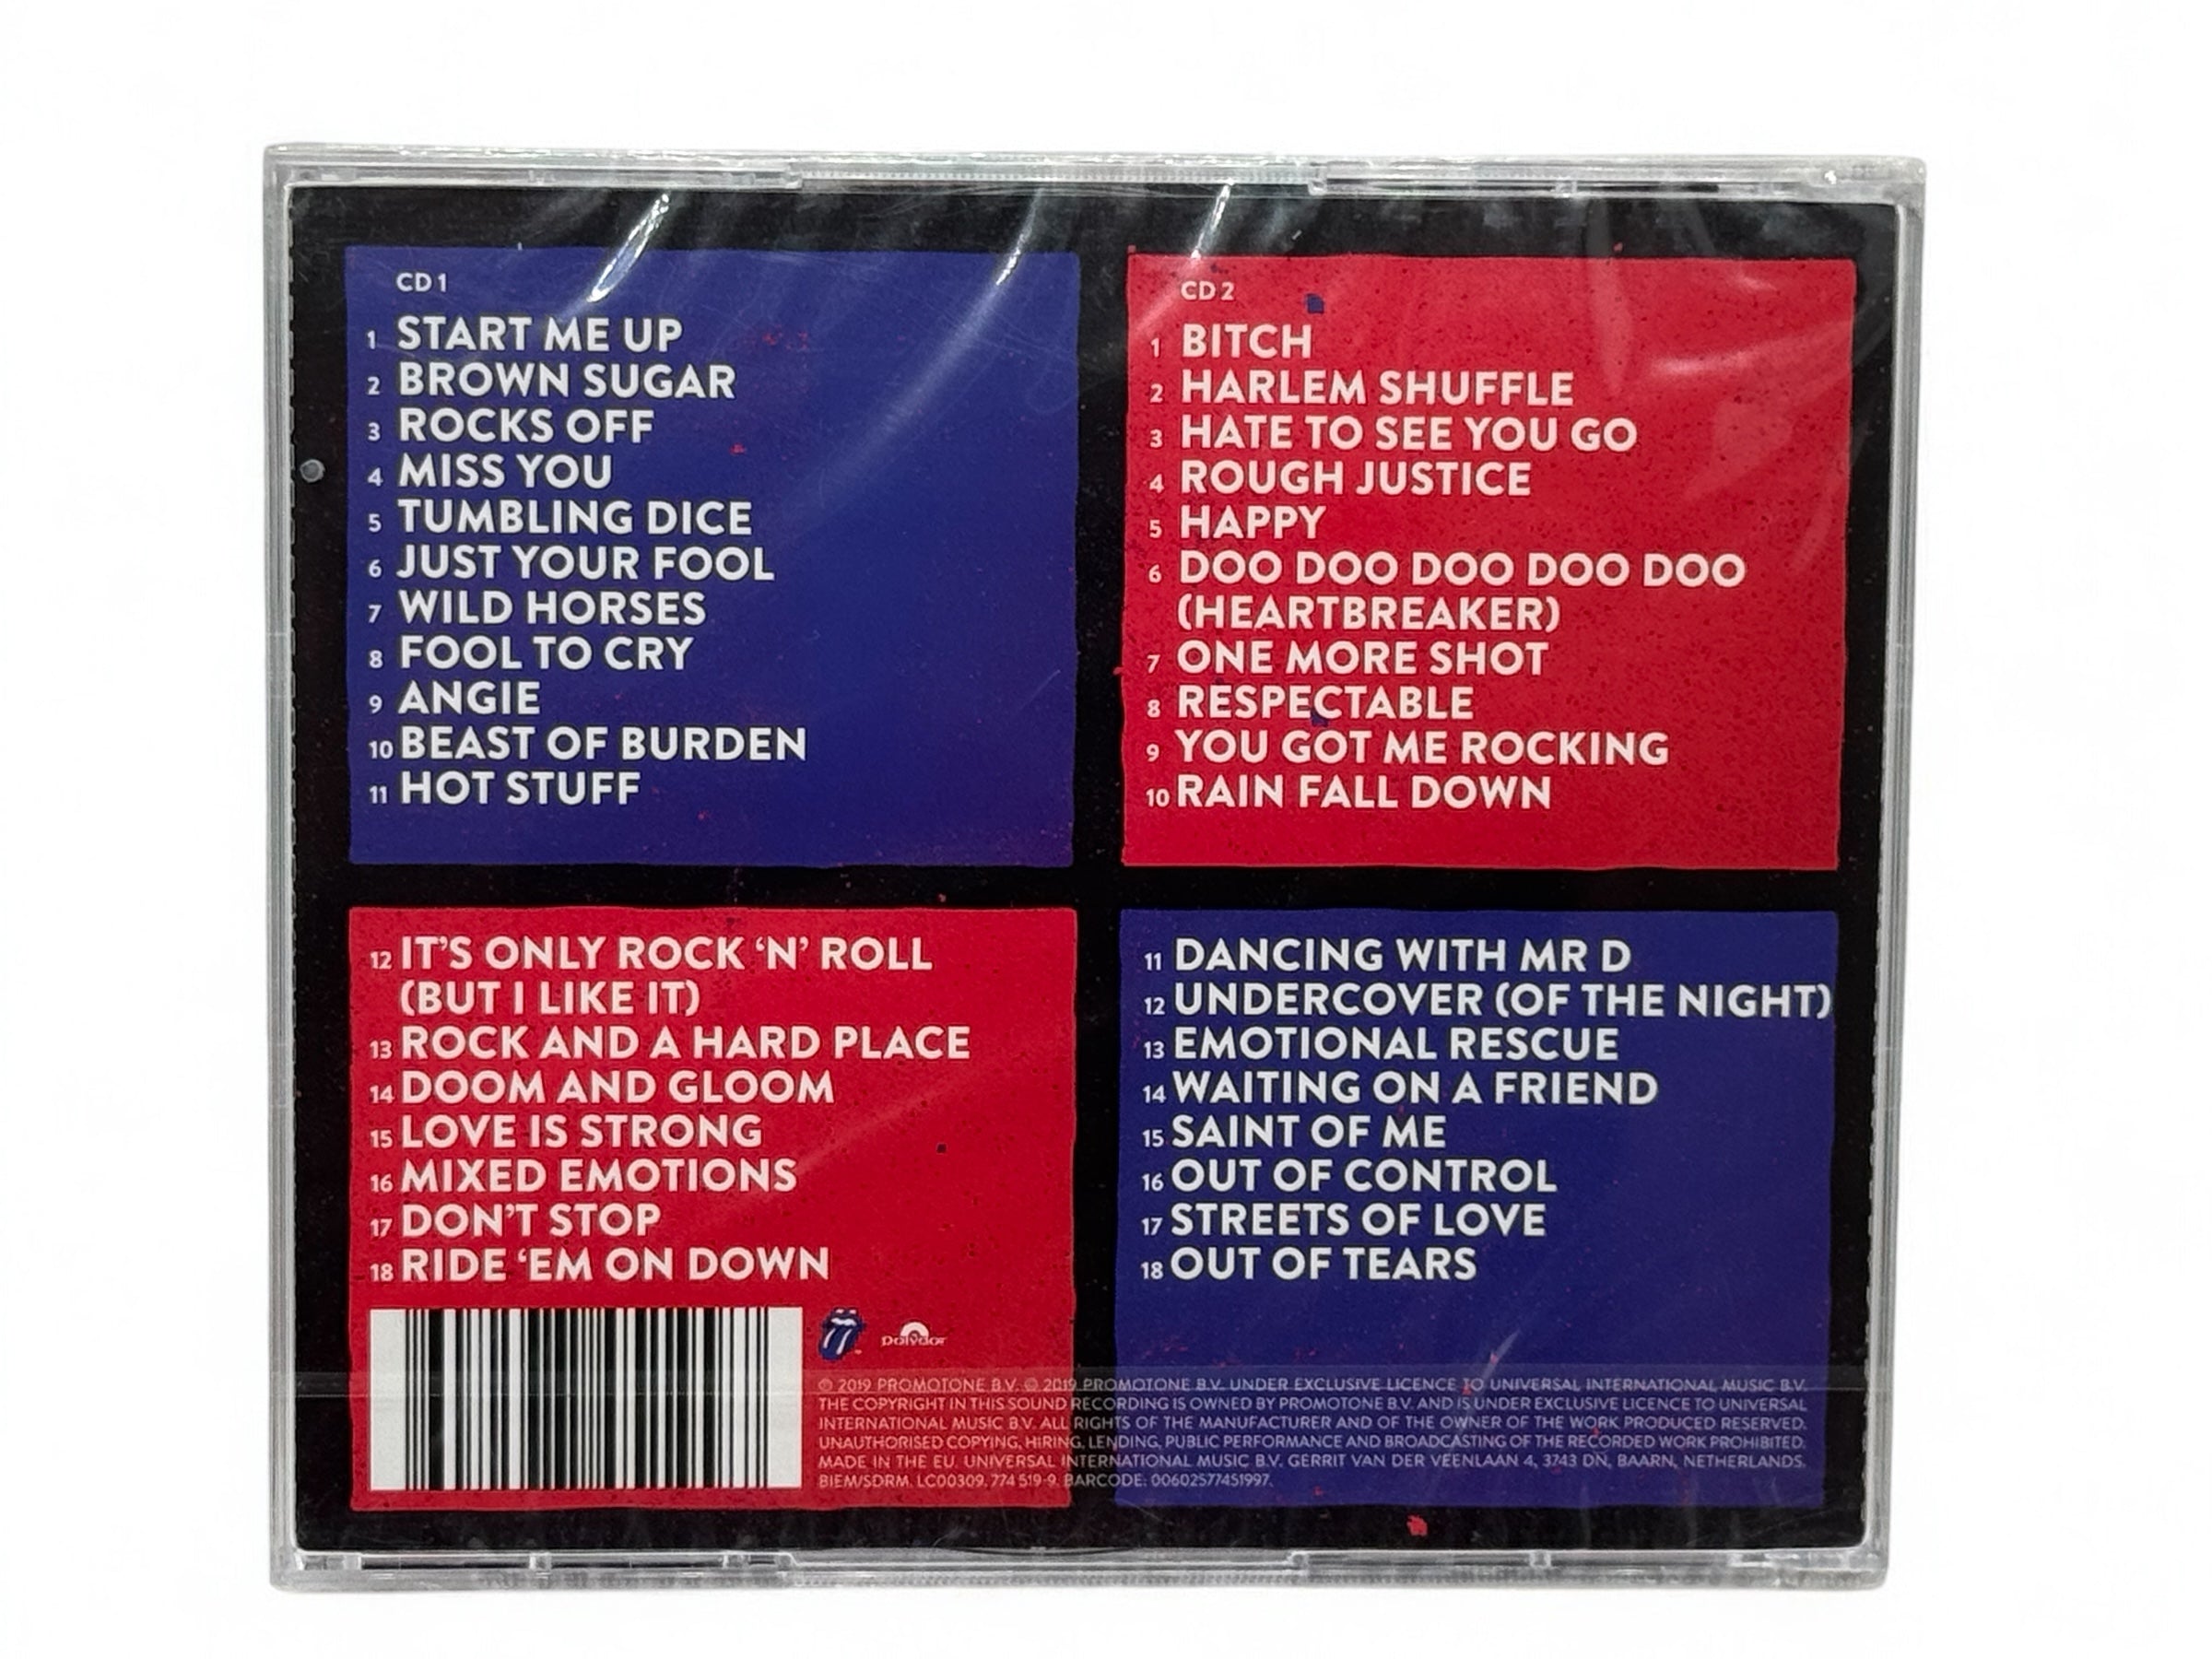 CD 1
1 START ME UP
2 BROWN SUGAR
3 ROCKS OFF
4 MISS YOU
5 TUMBLING DICE
6 JUST YOUR FOOL
7 WILD HORSES
8 FOOL TO CRY
9 ANGIE
10 BEAST OF BURDEN
11 HOT STUFF
12 IT'S ONLY ROCK ‘N’ ROLL
(BUT I LIKE IT)
13 ROCK AND A HARD PLACE
14 DOOM AND GLOOM
15 LOVE IS STRONG
16 MIXED EMOTIONS
17 DON'T STOP
18 RIDE ‘EM ON DOWN
CD 2
1 BITCH
2 HARLEM SHUFFLE
3 HATE TO SEE YOU GO
4 ROUGH JUSTICE
5 HAPPY
6 DOO DOO DOO DOO DOO
(HEARTBREAKER)
7 ONE MORE SHOT
8 RESPECTABLE
9 YOU GOT ME ROCKING
10 RAIN FALL DOWN
11 DANCING WITH MR D
12 UNDERCOVER (OF THE NIGHT)
13 EMOTIONAL RESCUE
14 WAITING ON A FRIEND
15 SAINT OF ME
16 OUT OF CONTROL
17 STREETS OF LOVE
18 OUT OF TEARS
polydor
℗ 2019 PROMOTONE B.V. © 2019 PROMOTONE B.V. UNDER EXCLUSIVE LICENCE TO UNIVERSAL INTERNATIONAL MUSIC B.V.
THE COPYRIGHT IN THIS SOUND RECORDING IS OWNED BY PROMOTONE B.V. AND IS UNDER EXCLUSIVE LICENCE TO UNIVERSAL
INTERNATIONAL MUSIC B.V. ALL RIGHTS OF THE MANUFACTURER AND OF THE OWNER OF THE WORK PRODUCED RESERVED.
UNAUTHORISED COPYING, HIRING, LENDING, PUBLIC PERFORMANCE AND BROADCASTING OF THE RECORDED WORK PROHIBITED.
MADE IN THE EU. UNIVERSAL INTERNATIONAL MUSIC B.V. GERRIT VAN DER VEENLAAN 4, 3743 DN, BAARN, NETHERLANDS.
BIEM/SDRM. LC00309. 774 519-9. BARCODE: 00602577451997.